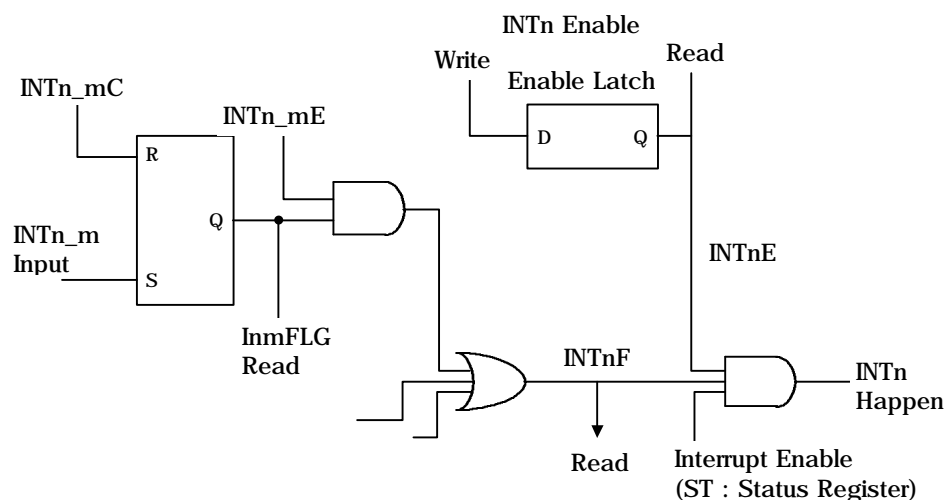 INTn Enable
Write
Read
Enable Latch
INTn_mC
INTn_mE
D
Q
R
Q
INTn_m
Input
S
INTnE
InmFLG
Read
INTnF
INTn
Happen
Read
Interrupt Enable
(ST : Status Register)